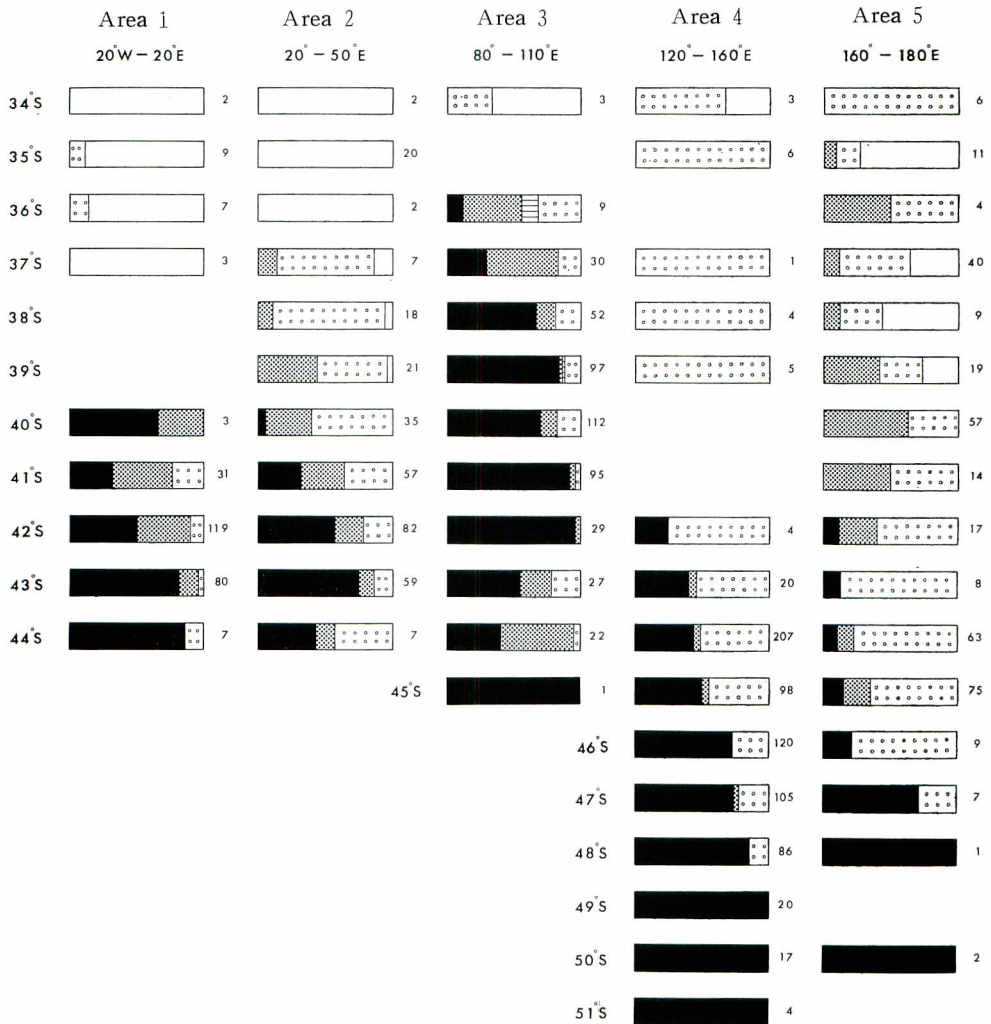 Area 1 Area 2 Area 3 Area 4 Area 5
20°W – 20°E 20° – 50°E 80° – 110°E 120° – 160°E 160° – 180°E
34°S 2 2 3 3 6
35°S 9 20 6 11
36°S 7 2 9 4
37°S 3 7 30 1 40
38°S 18 52 4 9
39°S 21 97 5 19
40°S 3 35 112 57
41°S 31 57 95 14
42°S 119 82 29 4 17
43°S 80 59 27 20 8
44°S 7 7 22 207 63
45°S 1 98 75
46°S 120 9
47°S 105 7
48°S 86 1
49°S 20
50°S 17 2
51°S 4